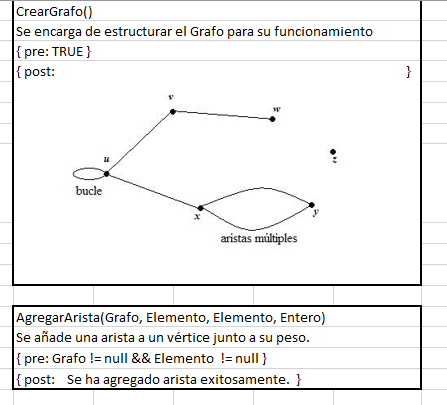 CrearGrafo()
Se encarga de estructurar el Grafo para su funcionamiento
{ pre: TRUE }
{ post: }
v
w
u
z
bucle
x
y
aristas múltiples
AgregarArista(Grafo, Elemento, Elemento, Entero)
Se añade una arista a un vértice junto a su peso.
{ pre: Grafo != null && Elemento != null }
{ post: Se ha agregado arista exitosamente. }